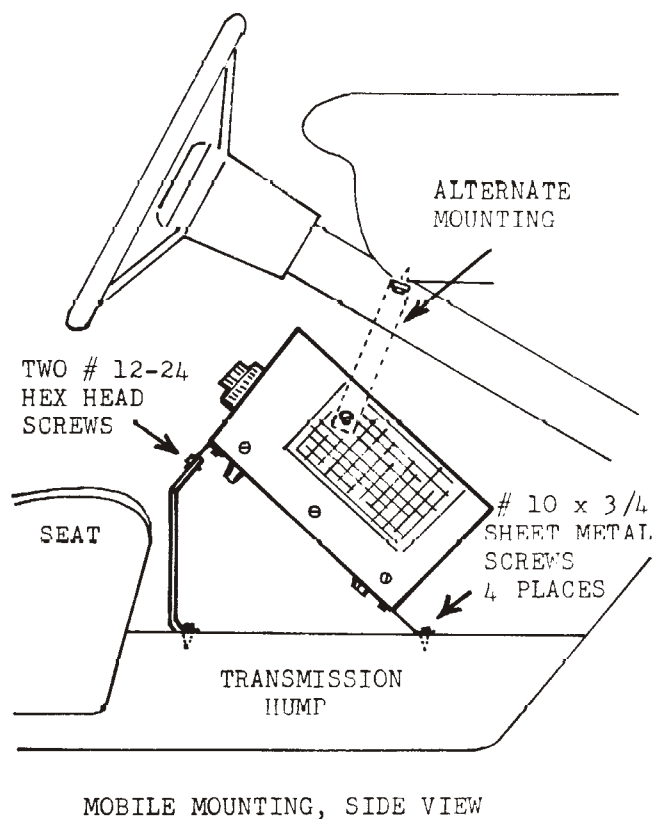 ALTERNATE
MOUNTING
TWO # 12-24
HEX HEAD
SCREWS
SEAT
# 10 x 3/4
SHEET METAL
SCREWS
4 PLACES
TRANSMISSION
HUMP
MOBILE MOUNTING, SIDE VIEW